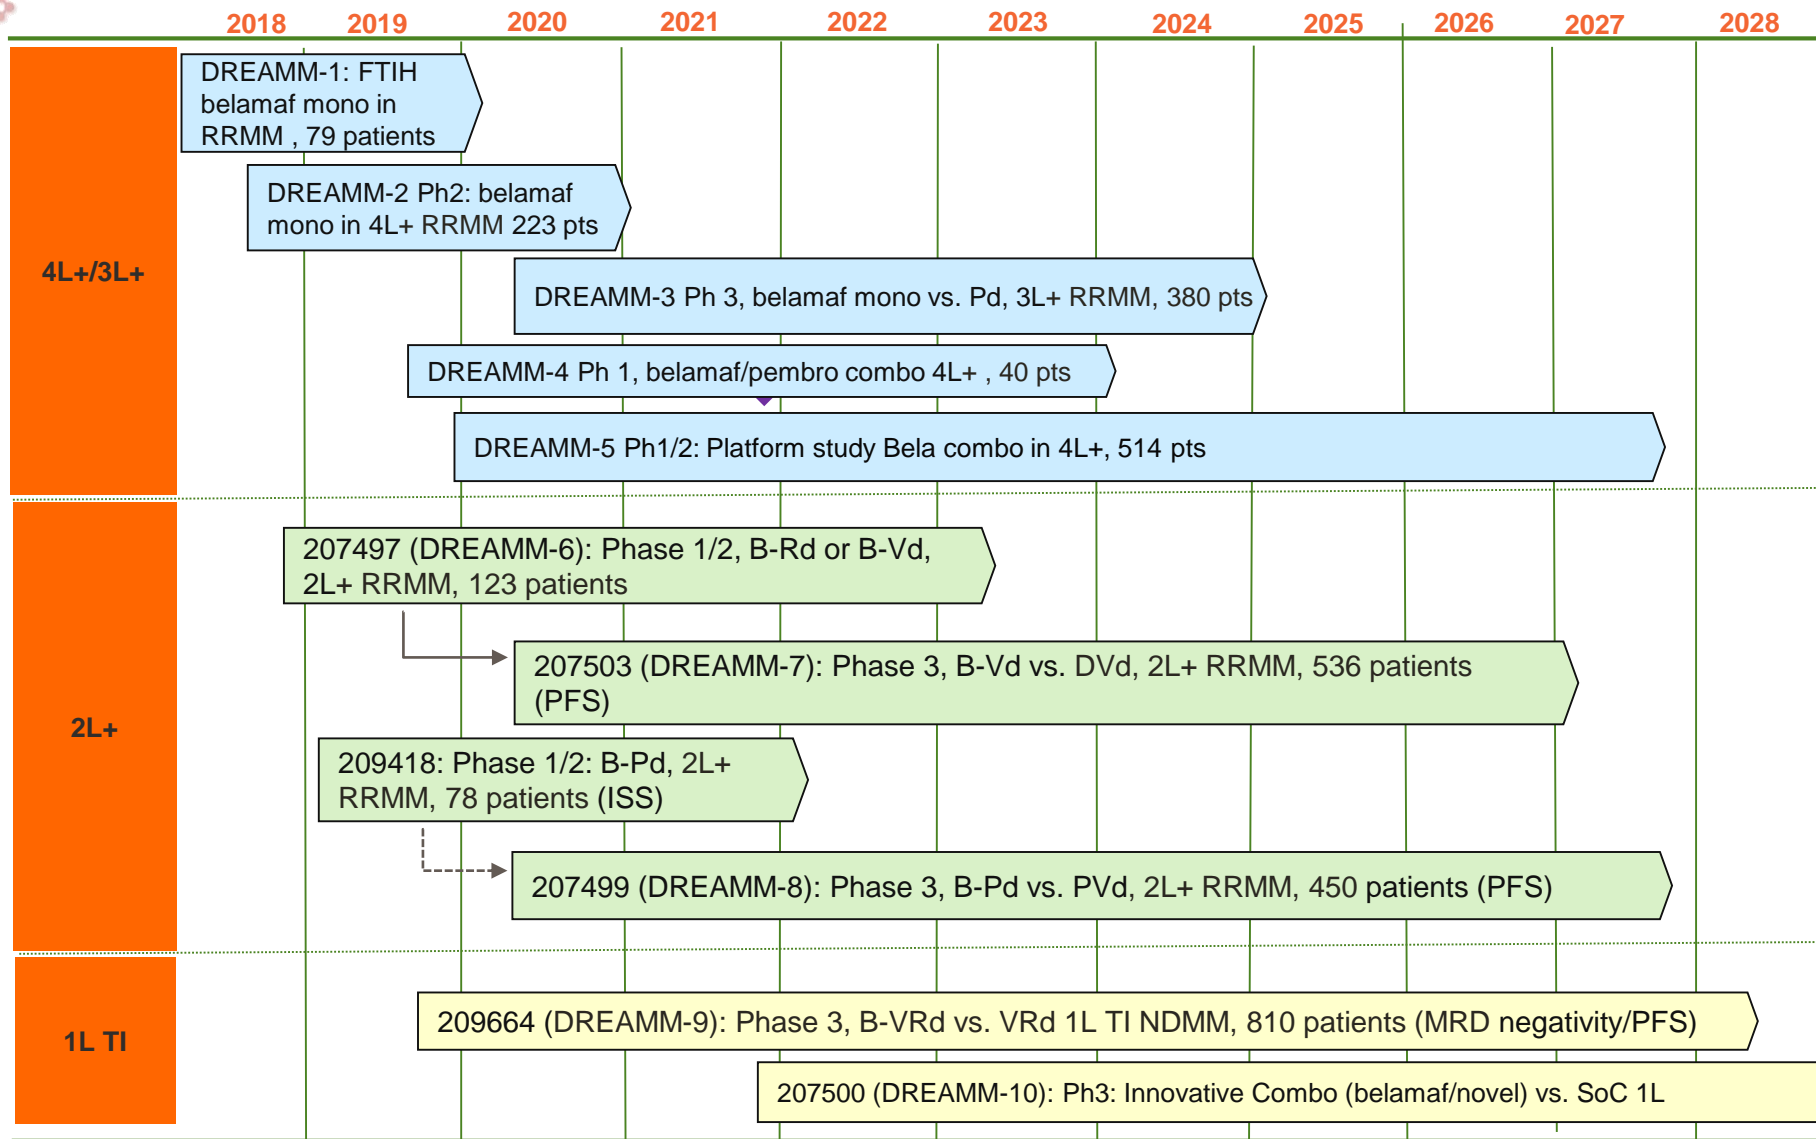 2018 2019 2020 2021 2022 2023 2024 2025 2026 2027 2028
4L+/3L+
DREAMM-1: FTIH
belamaf mono in
RRMM , 79 patients
DREAMM-2 Ph2: belamaf
mono in 4L+ RRMM 223 pts
DREAMM-3 Ph 3, belamaf mono vs. Pd, 3L+ RRMM, 380 pts
DREAMM-4 Ph 1, belamaf/pembro combo 4L+ , 40 pts
DREAMM-5 Ph1/2: Platform study Bela combo in 4L+, 514 pts
2L+
207497 (DREAMM-6): Phase 1/2, B-Rd or B-Vd,
2L+ RRMM, 123 patients
207503 (DREAMM-7): Phase 3, B-Vd vs. DVd, 2L+ RRMM, 536 patients
(PFS)
209418: Phase 1/2: B-Pd, 2L+
RRMM, 78 patients (ISS)
207499 (DREAMM-8): Phase 3, B-Pd vs. PVd, 2L+ RRMM, 450 patients (PFS)
1L TI
209664 (DREAMM-9): Phase 3, B-VRd vs. VRd 1L TI NDMM, 810 patients (MRD negativity/PFS)
207500 (DREAMM-10): Ph3: Innovative Combo (belamaf/novel) vs. SoC 1L